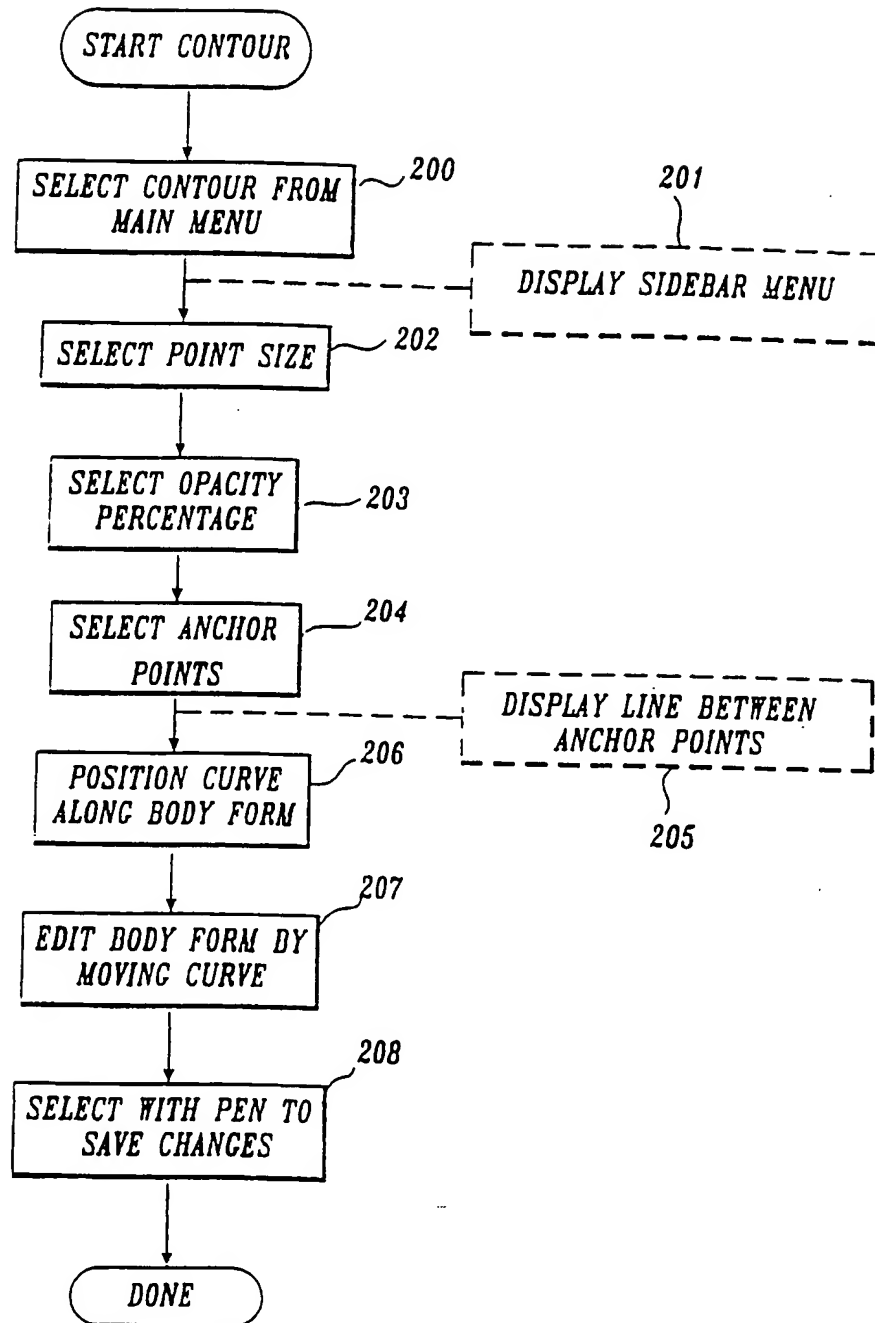 START CONTOUR
200
SELECT CONTOUR FROM
MAIN MENU
201
DISPLAY SIDEBAR MENU
SELECT POINT SIZE
202
SELECT OPACITY
PERCENTAGE
203
204
SELECT ANCHOR
POINTS
DISPLAY LINE BETWEEN
ANCHOR POINTS
205
206
POSITION CURVE
ALONG BODY FORM
207
EDIT BODY FORM BY
MOVING CURVE
208
SELECT WITH PEN TO
SAVE CHANGES
DONE